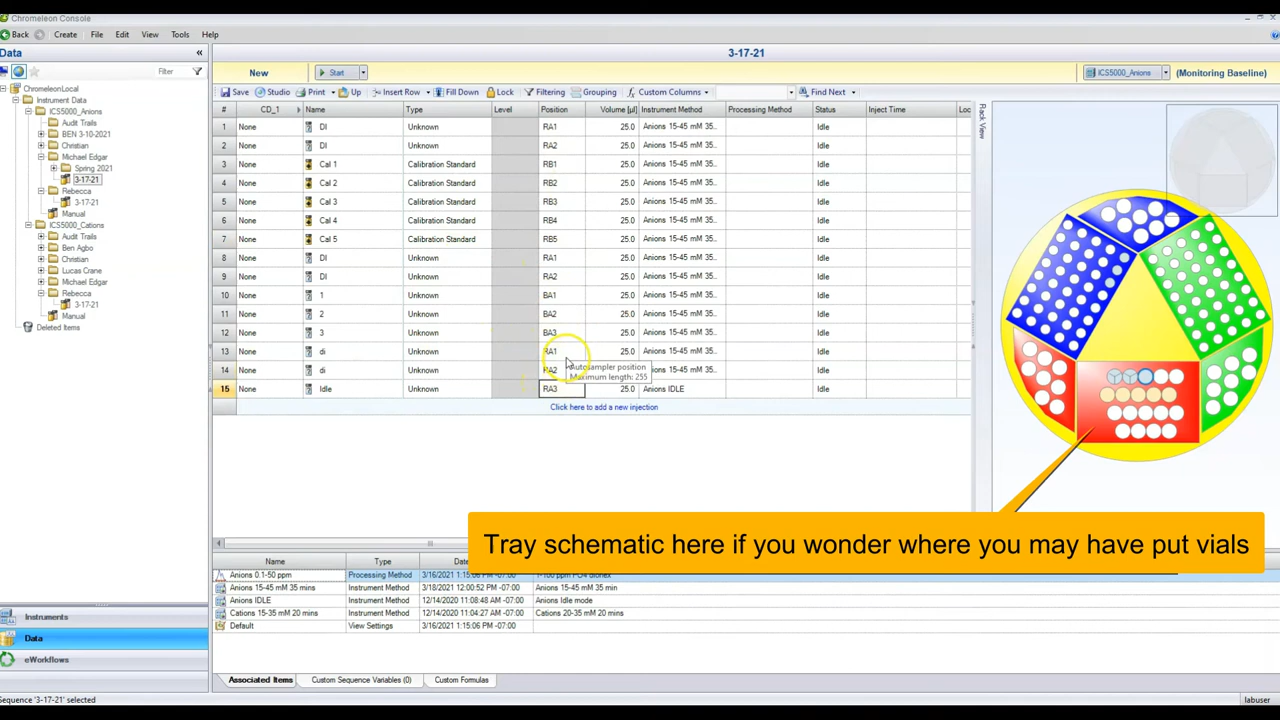 Chromeleon Console
Back Create File Edit View Tools Help
Data «
Filter
ChromeleonLocal
Instrument Data
ICS5000_Anions
Audit Trails
BEN 3-10-2021
Christian
Michael Edgar
Spring 2021
3-17-21
Rebecca
3-17-21
Manual
ICS5000_Cations
Audit Trails
Ben Agbo
Christian
Lucas Crane
Michael Edgar
Rebecca
3-17-21
Manual
Deleted Items
Instruments
Data
eWorkflows
3-17-21
New Start ICS5000_Anions (Monitoring Baseline)
Save Studio Print Up Insert Row Fill Down Lock Filtering Grouping Custom Columns Find Next
# CD_1 Name Type Level Position Volume [µl] Instrument Method Processing Method Status Inject Time Loc
1 None DI Unknown RA1 25.0 Anions 15-45 mM 35.. Idle
2 None DI Unknown RA2 25.0 Anions 15-45 mM 35.. Idle
3 None Cal 1 Calibration Standard RB1 25.0 Anions 15-45 mM 35.. Idle
4 None Cal 2 Calibration Standard RB2 25.0 Anions 15-45 mM 35.. Idle
5 None Cal 3 Calibration Standard RB3 25.0 Anions 15-45 mM 35.. Idle
6 None Cal 4 Calibration Standard RB4 25.0 Anions 15-45 mM 35.. Idle
7 None Cal 5 Calibration Standard RB5 25.0 Anions 15-45 mM 35.. Idle
8 None DI Unknown RA1 25.0 Anions 15-45 mM 35.. Idle
9 None DI Unknown RA2 25.0 Anions 15-45 mM 35.. Idle
10 None 1 Unknown BA1 25.0 Anions 15-45 mM 35.. Idle
11 None 2 Unknown BA2 25.0 Anions 15-45 mM 35.. Idle
12 None 3 Unknown BA3 25.0 Anions 15-45 mM 35.. Idle
13 None di Unknown RA1 25.0 Anions 15-45 mM 35.. Idle
14 None di Unknown RA2 25.0 Anions 15-45 mM 35.. Idle
Autosampler position
Maximum length: 255
15 None Idle Unknown RA3 25.0 Anions IDLE Idle
Click here to add a new injection
Rack View
Tray schematic here if you wonder where you may have put vials
Name Type
Anions 0.1-50 ppm Processing Method 3/16/2021 1:15:06 PM -07:00
Anions 15-45 mM 35 mins Instrument Method 3/18/2021 12:00:52 PM -07:00 Anions 15-45 mM 35 min
Anions IDLE Instrument Method 12/14/2020 11:08:48 AM -07:00 Anions Idle mode
Cations 15-35 mM 20 mins Instrument Method 12/14/2020 11:04:27 AM -07:00 Cations 20-35 mM 20 min
Default View Settings 3/16/2021 1:15:06 PM -07:00
Associated Items Custom Sequence Variables (0) Custom Formulas
Sequence '3-17-21' selected labuser